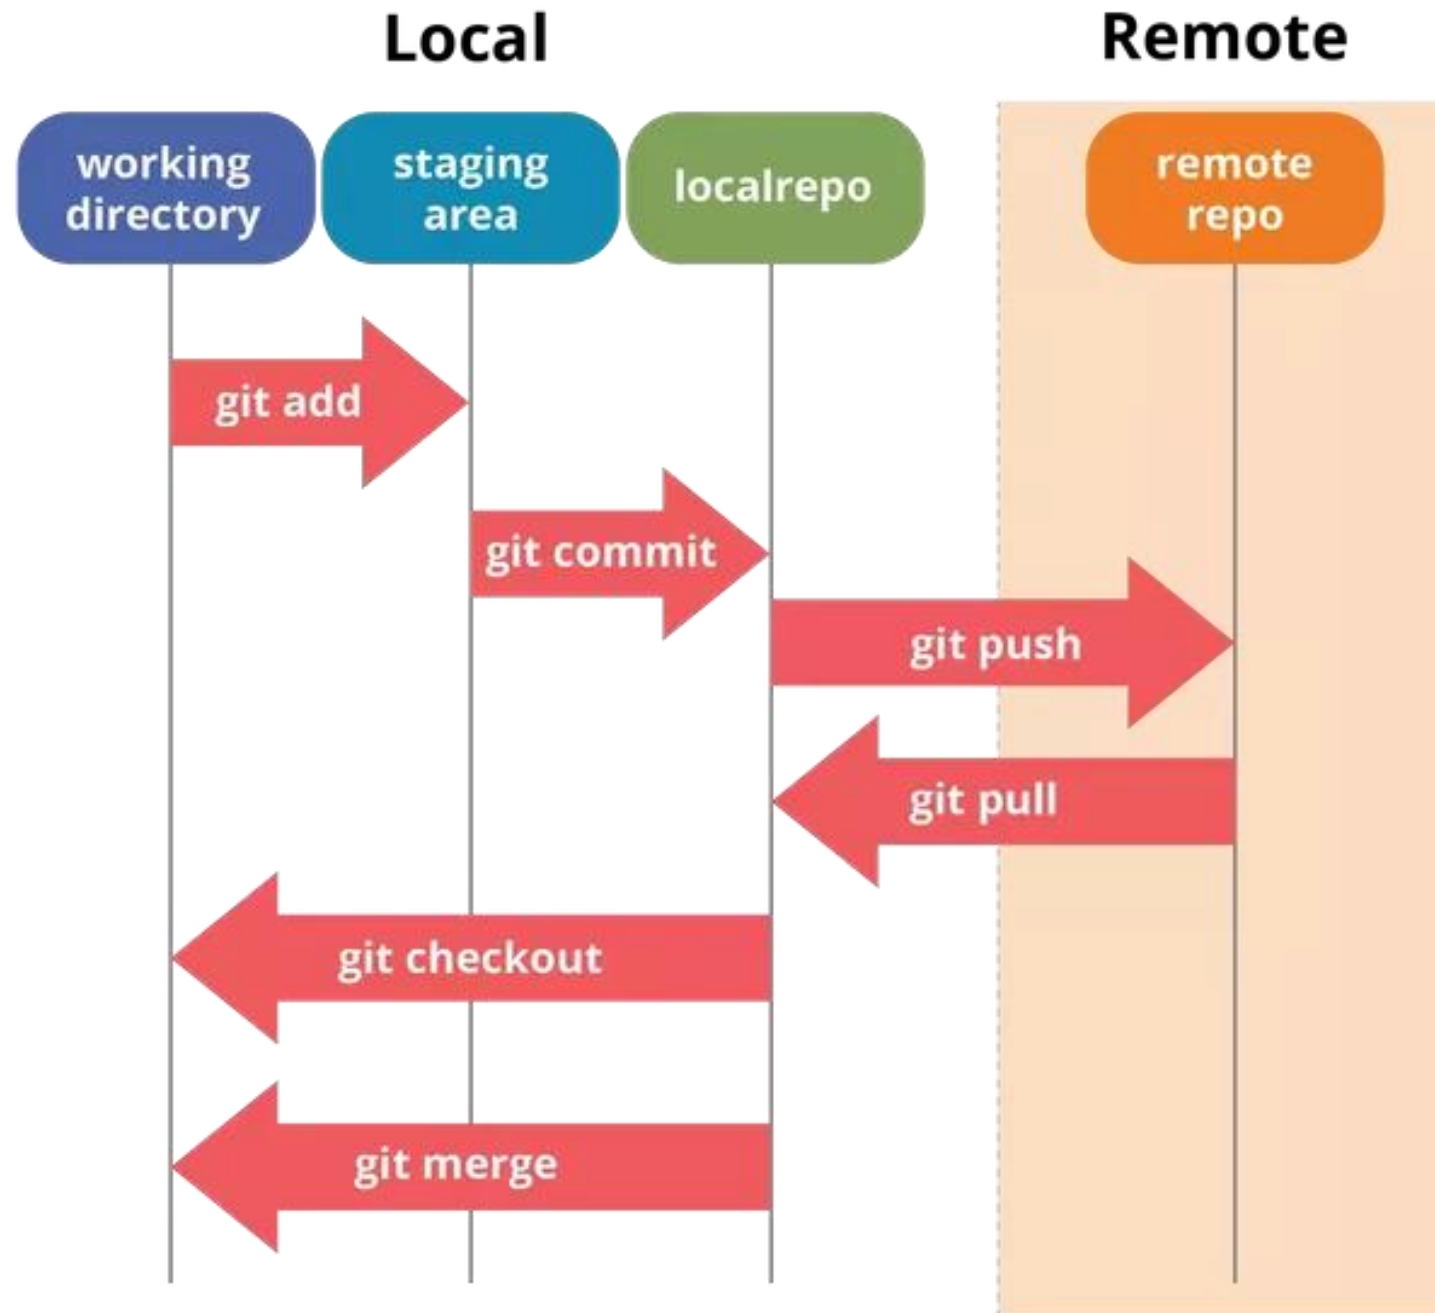 Local
Remote
working
directory
staging
area
localrepo
remote
repo
git add
git commit
git push
git pull
git checkout
git merge